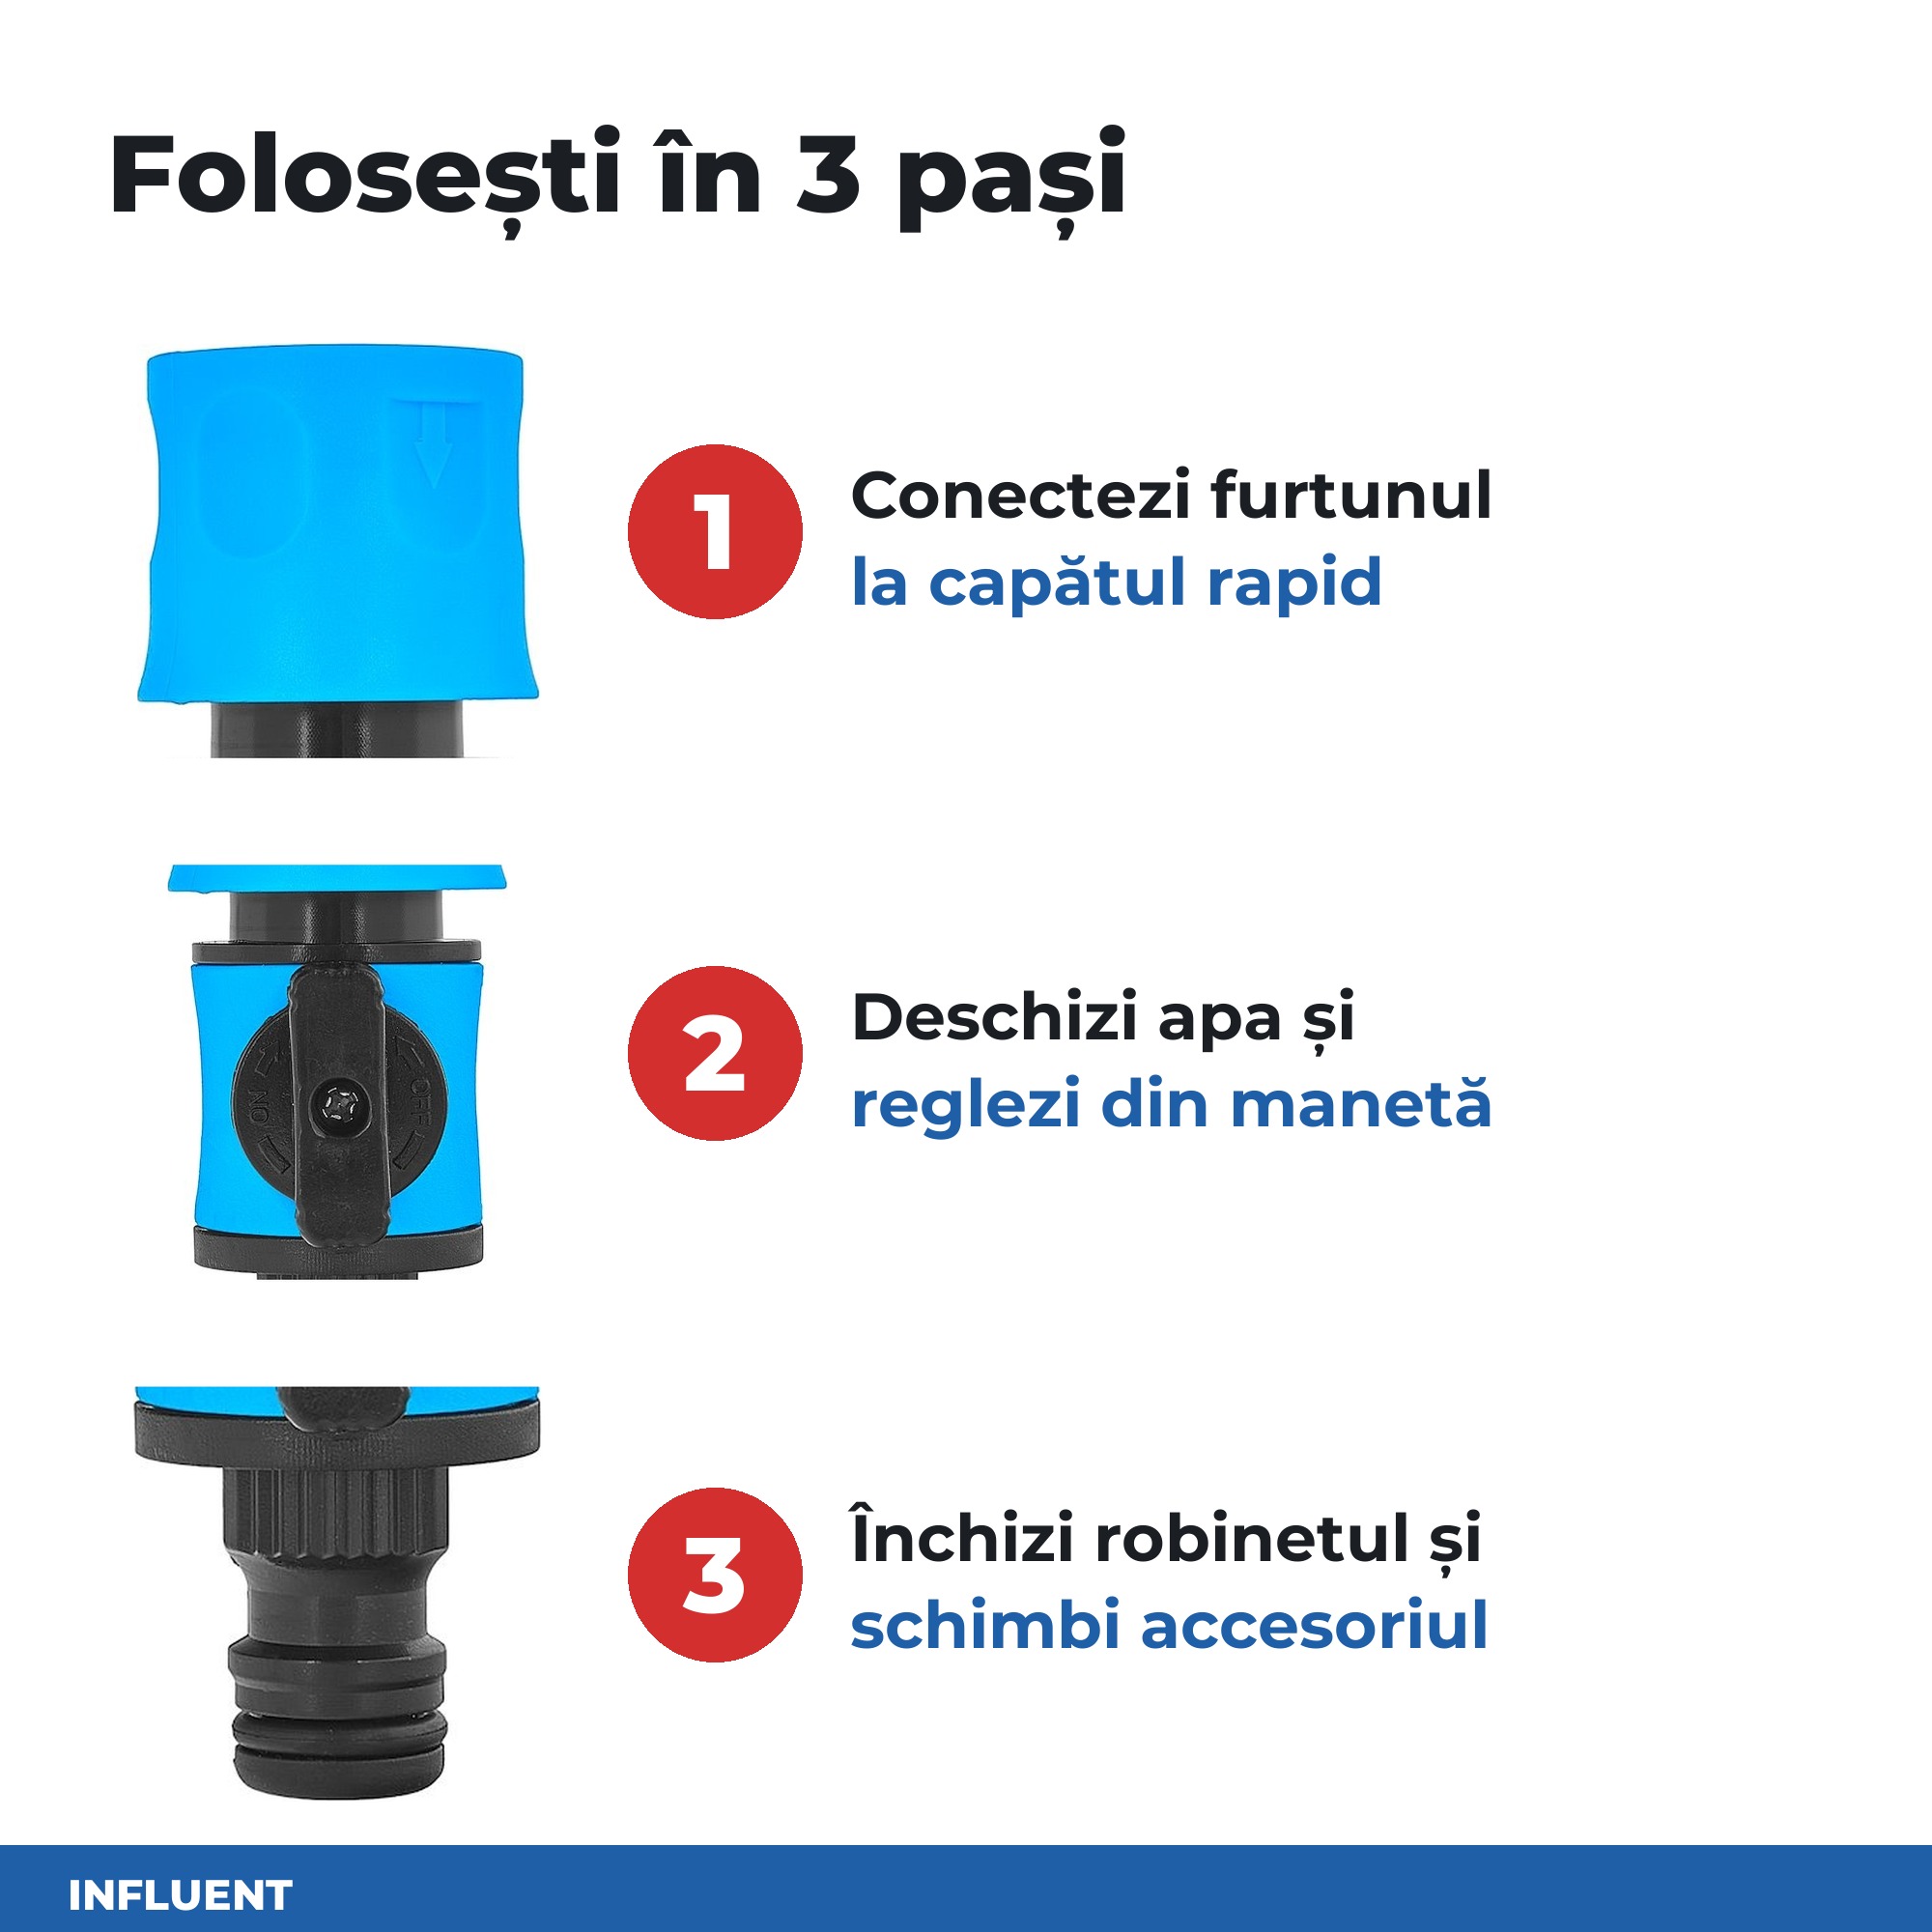 Folosești în 3 pași
1
Conectezi furtunul
la capătul rapid
2
Deschizi apa și
reglezi din manetă
ON
OFF
3
Închizi robinetul și
schimbi accesoriul
INFLUENT